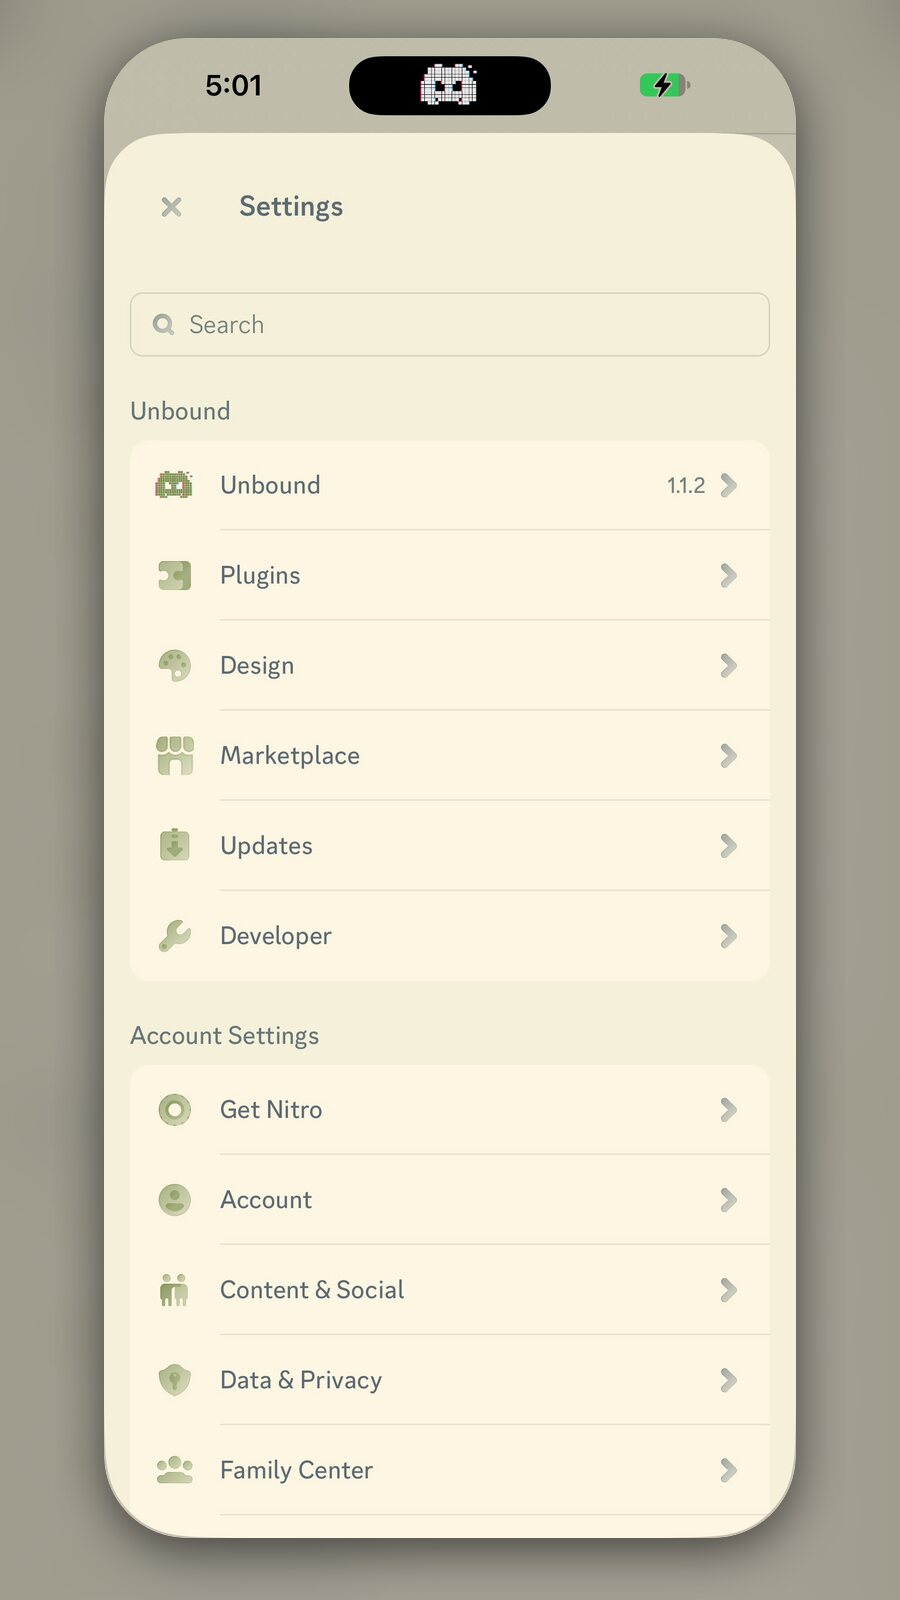 5:01
Settings
Search
Unbound
Unbound 1.1.2
Plugins
Design
Marketplace
Updates
Developer
Account Settings
Get Nitro
Account
Content & Social
Data & Privacy
Family Center